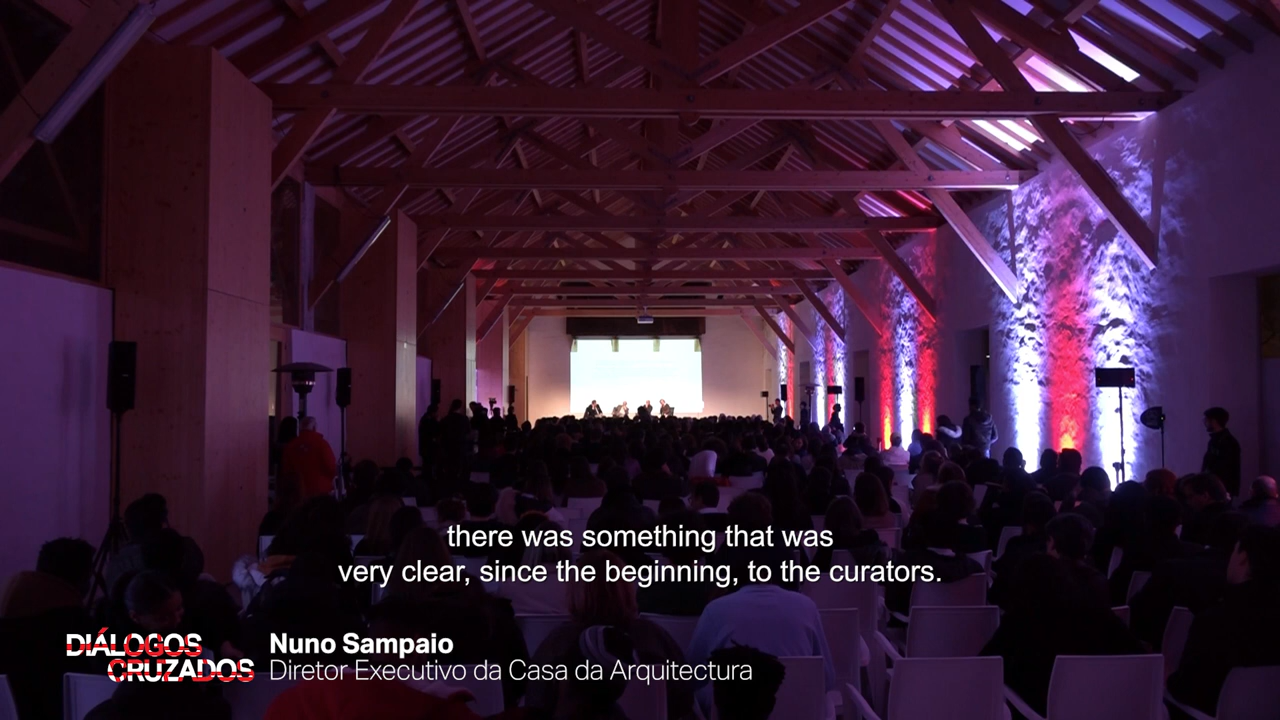 there was something that was
very clear, since the beginning, to the curators.
DIÁLOGOS
CRUZADOS
Nuno Sampaio
Diretor Executivo da Casa da Arquitectura